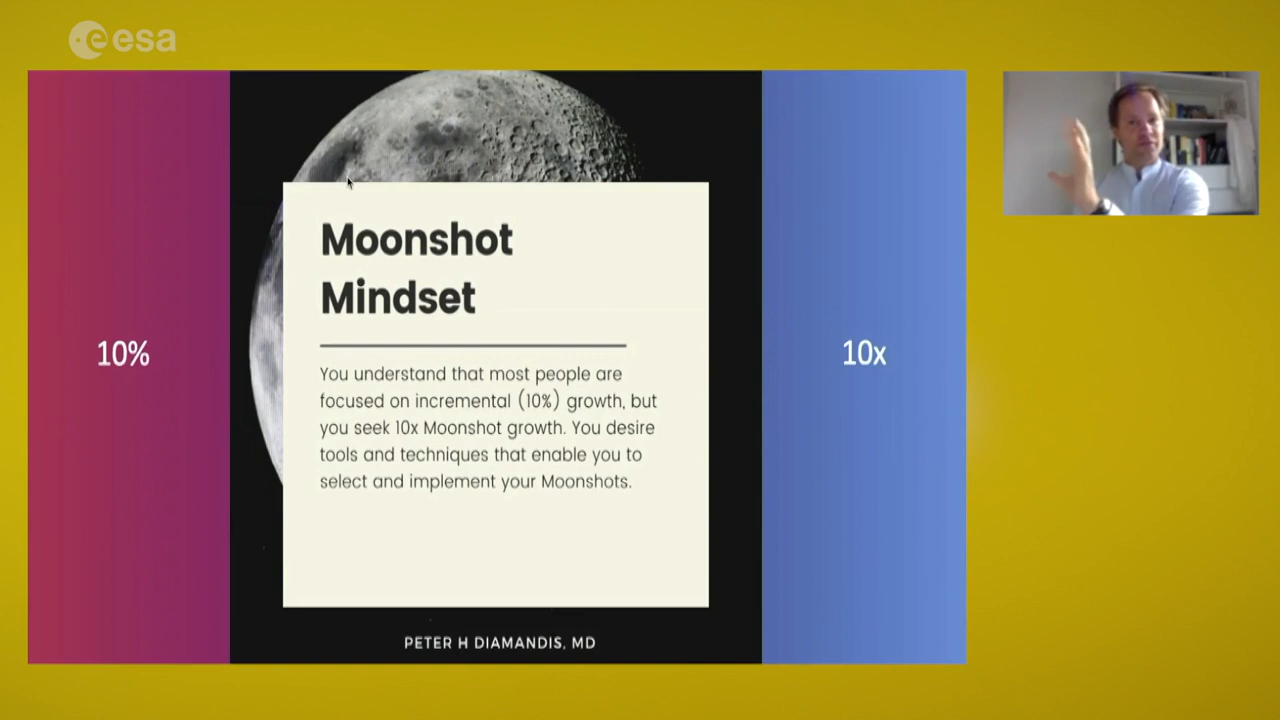 esa
10%
Moonshot
Mindset
You understand that most people are
focused on incremental (10%) growth, but
you seek 10x Moonshot growth. You desire
tools and techniques that enable you to
select and implement your Moonshots.
PETER H DIAMANDIS, MD
10x